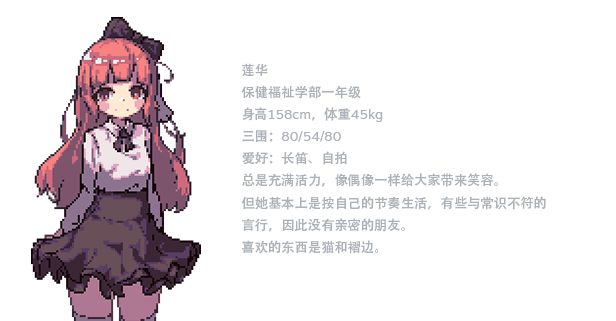 莲华
保健福祉学部一年级
身高158cm，体重45kg
三围：80/54/80
爱好：长笛、自拍
总是充满活力，像偶像一样给大家带来笑容。
但她基本上是按自己的节奏生活，有些与常识不符的
言行，因此没有亲密的朋友。
喜欢的东西是猫和褶边。